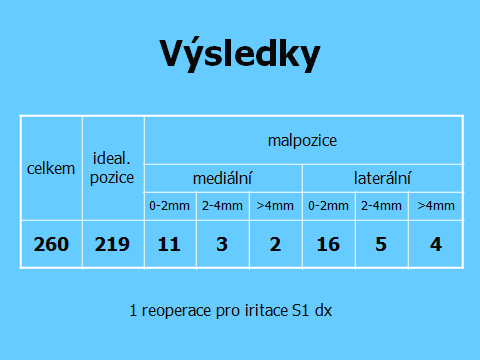 Výsledky
malpozice
celkem
ideal.
pozice
mediální
laterální
0-2mm 2-4mm >4mm 0-2mm 2-4mm >4mm
260 219 11 3 2 16 5 4
1 reoperace pro iritace S1 dx